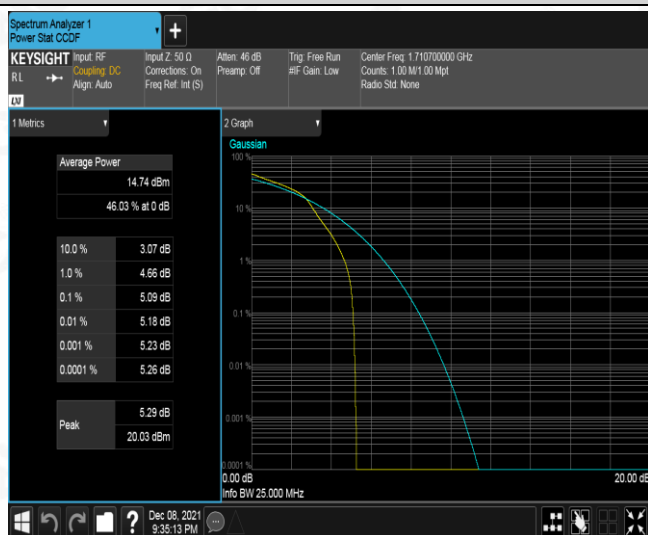 Spectrum Analyzer 1
Power Stat CCDF
+
KEYSIGHT
RL
LXI
Input: RF
Coupling: DC
Align: Auto
Input Z: 50 Ω
Corrections: On
Freq Ref: Int (S)
Atten: 46 dB
Preamp: Off
Trig: Free Run
#IF Gain: Low
Center Freq: 1.710700000 GHz
Counts: 1.00 M/1.00 Mpt
Radio Std: None
1 Metrics
Average Power
14.74 dBm
46.03 % at 0 dB
10.0 % 3.07 dB
1.0 % 4.66 dB
0.1 % 5.09 dB
0.01 % 5.18 dB
0.001 % 5.23 dB
0.0001 % 5.26 dB
Peak
5.29 dB
20.03 dBm
2 Graph
Gaussian
100 %
10 %
1 %
0.1 %
0.01 %
0.001 %
0.0001 %
0.00 dB
20.00 dB
Info BW 25.000 MHz
?
Dec 08, 2021
9:35:13 PM